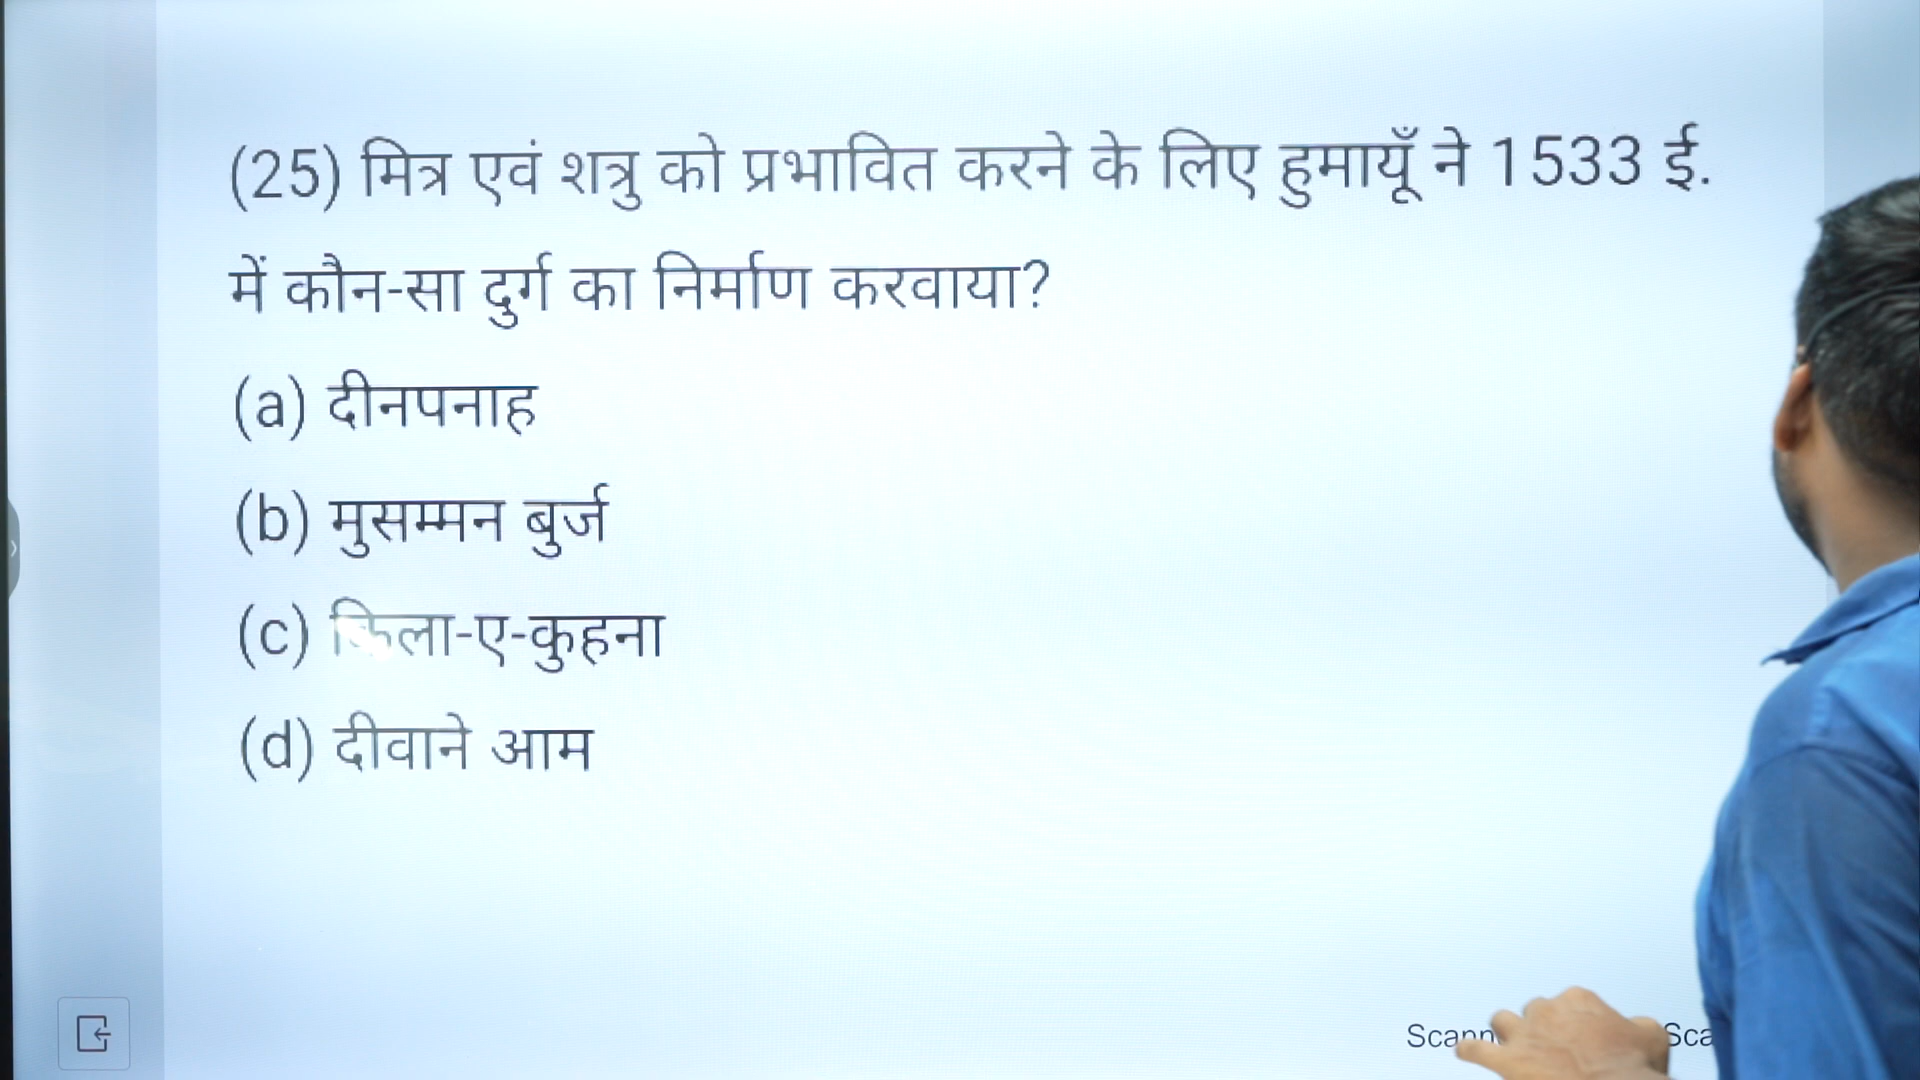 (25) मित्र एवं शत्रु को प्रभावित करने के लिए हुमायूँ ने 1533 ई.
में कौन-सा दुर्ग का निर्माण करवाया?
(a) दीनपनाह
(b) मुसम्मन बुर्ज
(c) किला-ए-कुहना
(d) दीवाने आम